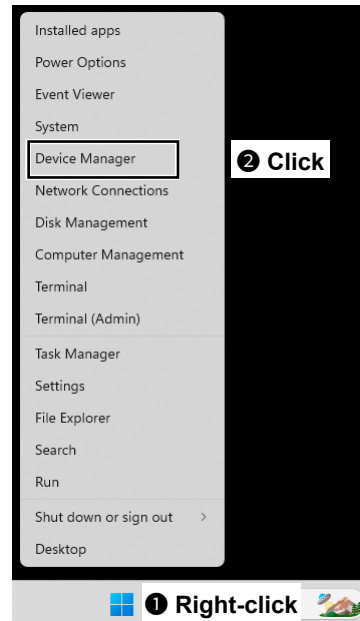 Installed apps
Power Options
Event Viewer
System
Device Manager
❷ Click
Network Connections
Disk Management
Computer Management
Terminal
Terminal (Admin)
Task Manager
Settings
File Explorer
Search
Run
Shut down or sign out >
Desktop
❶ Right-click